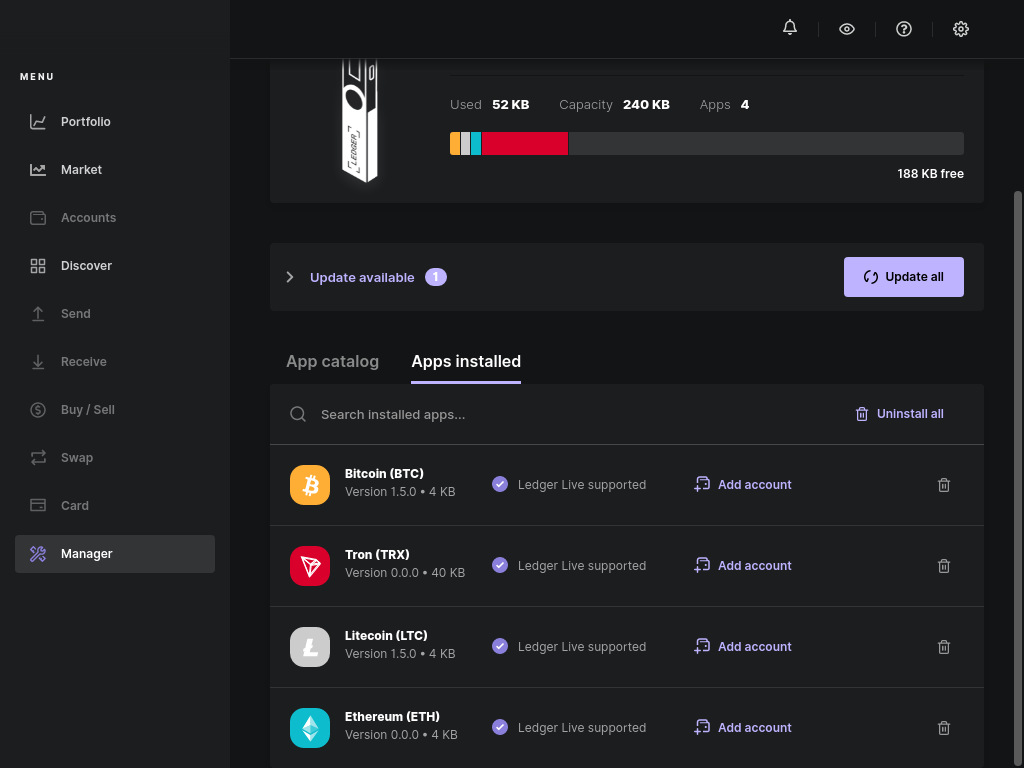 MENU
Portfolio
Market
Accounts
Discover
Send
Receive
Buy / Sell
Swap
Card
Manager
LEDGER
Used 52 KB Capacity 240 KB Apps 4
188 KB free
Update available 1
Update all
App catalog Apps installed
Search installed apps...
Uninstall all
Bitcoin (BTC)
Version 1.5.0 • 4 KB
Ledger Live supported
Add account
Tron (TRX)
Version 0.0.0 • 40 KB
Ledger Live supported
Add account
Litecoin (LTC)
Version 1.5.0 • 4 KB
Ledger Live supported
Add account
Ethereum (ETH)
Version 0.0.0 • 4 KB
Ledger Live supported
Add account